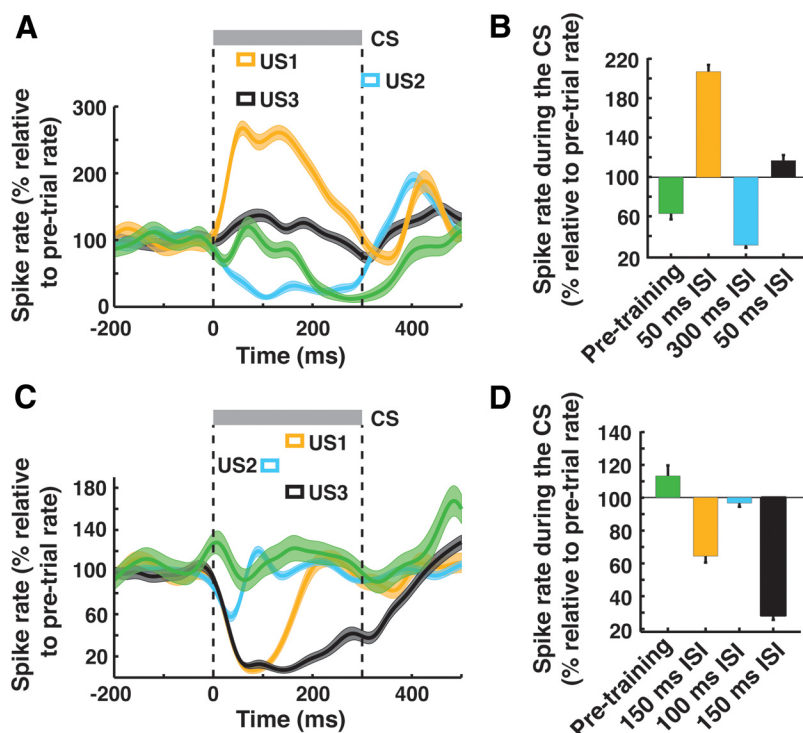 A
CS
US1
US2
US3
Spike rate (% relative
to pre-trial rate)
300
200
100
0
-200
0
200
400
Time (ms)
B
Spike rate during the CS
(% relative to pre-trial rate)
220
180
140
100
60
20
Pre-training
50 ms ISI
300 ms ISI
50 ms ISI
C
CS
US1
US2
US3
Spike rate (% relative
to pre-trial rate)
180
140
100
60
20
-200
0
200
400
Time (ms)
D
Spike rate during the CS
(% relative to pre-trial rate)
140
120
100
80
60
40
20
Pre-training
150 ms ISI
100 ms ISI
150 ms ISI